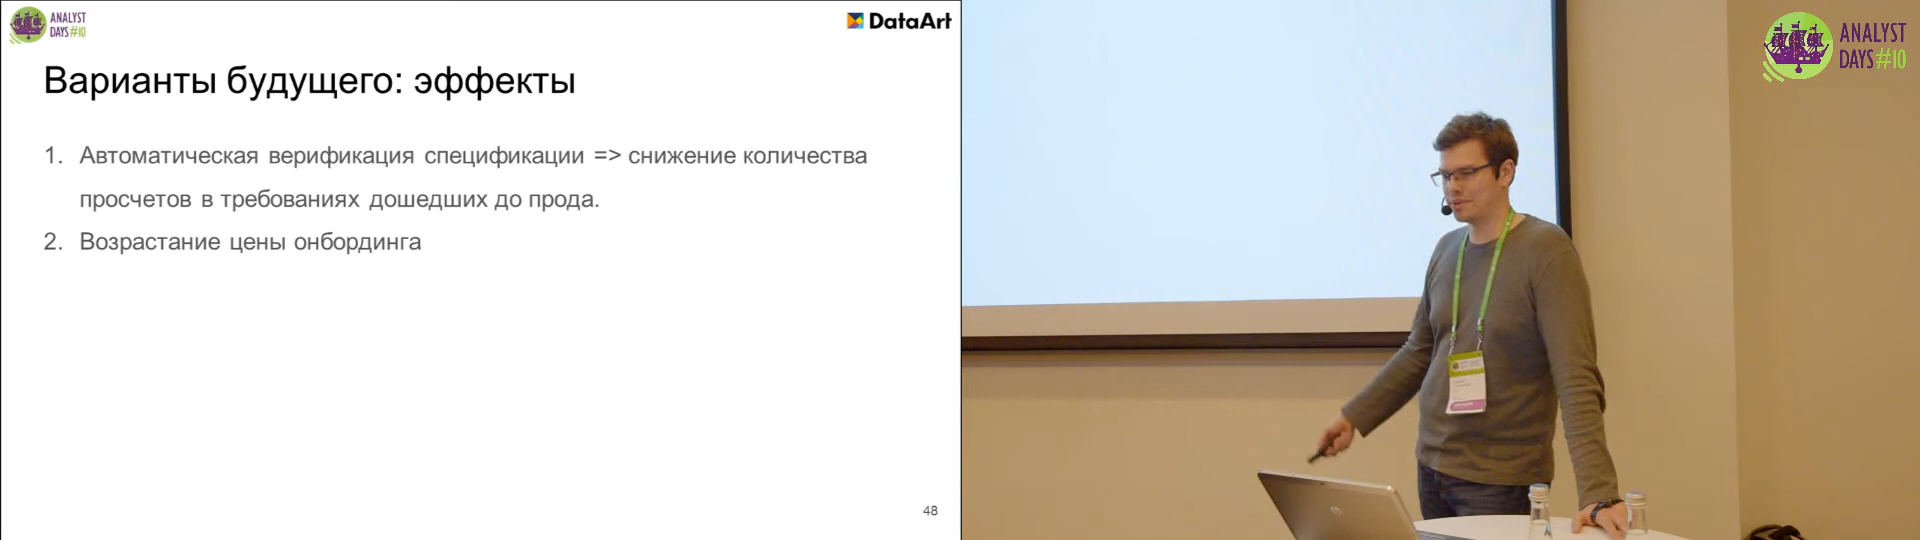 ANALYST
DAYS#10
DataArt
Варианты будущего: эффекты
1. Автоматическая верификация спецификации => снижение количества
просчетов в требованиях дошедших до прода.
2. Возрастание цены онбординга
48
ANALYST
DAYS#10
hp